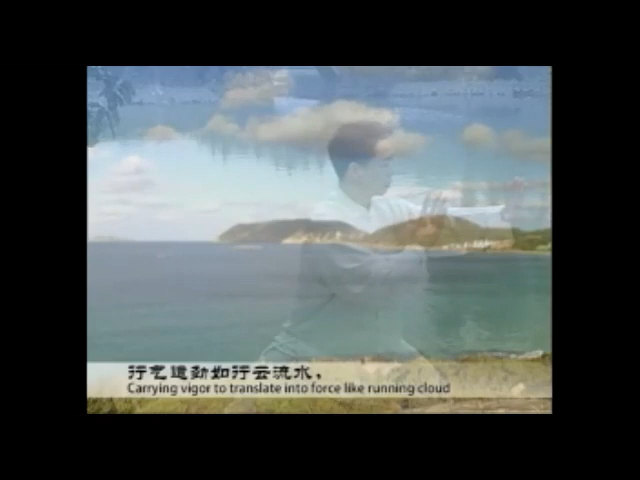 行气运劲如行云流水，
Carrying vigor to translate into force like running cloud